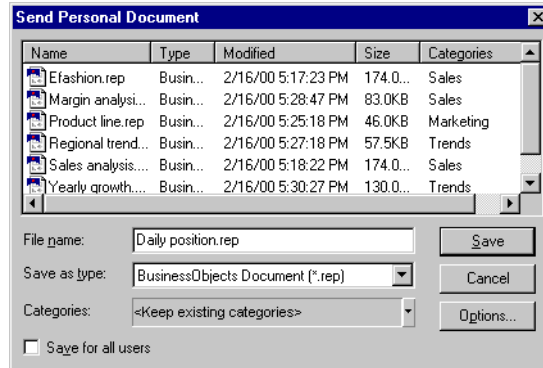 Send Personal Document
Name Type Modified Size Categories
Efashion.rep Busin... 2/16/00 5:17:23 PM 174.0... Sales
Margin analysi... Busin... 2/16/00 5:28:47 PM 83.0KB Sales
Product line.rep Busin... 2/16/00 5:25:18 PM 46.0KB Marketing
Regional trend... Busin... 2/16/00 5:27:18 PM 57.5KB Trends
Sales analysis.... Busin... 2/16/00 5:18:22 PM 174.0... Sales
Yearly growth.... Busin... 2/16/00 5:30:27 PM 130.0... Trends
File name: Daily position.rep Save
Save as type: BusinessObjects Document (*.rep) Cancel
Categories: <Keep existing categories> Options...
Save for all users